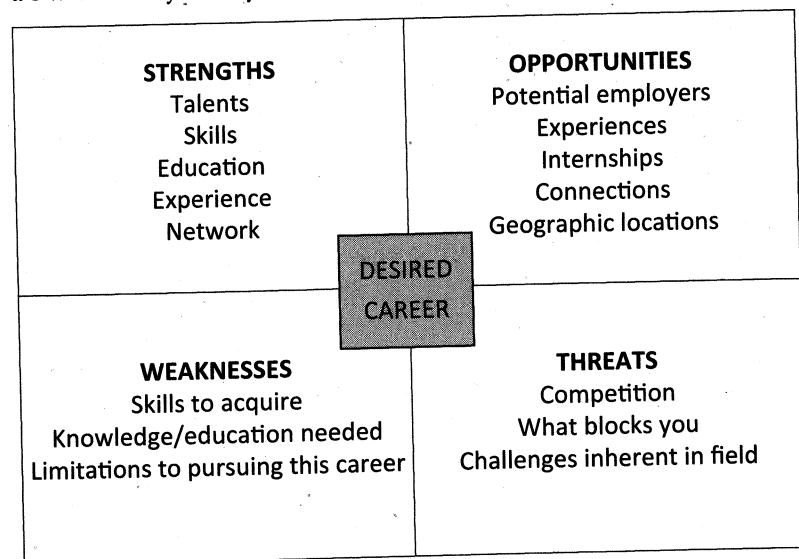 STRENGTHS
Talents
Skills
Education
Experience
Network
OPPORTUNITIES
Potential employers
Experiences
Internships
Connections
Geographic locations
DESIRED
CAREER
WEAKNESSES
Skills to acquire
Knowledge/education needed
Limitations to pursuing this career
THREATS
Competition
What blocks you
Challenges inherent in field